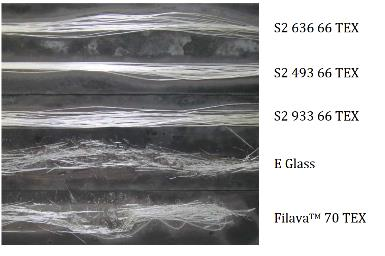 S2 636 66 TEX
S2 493 66 TEX
S2 933 66 TEX
E Glass
Filava™ 70 TEX